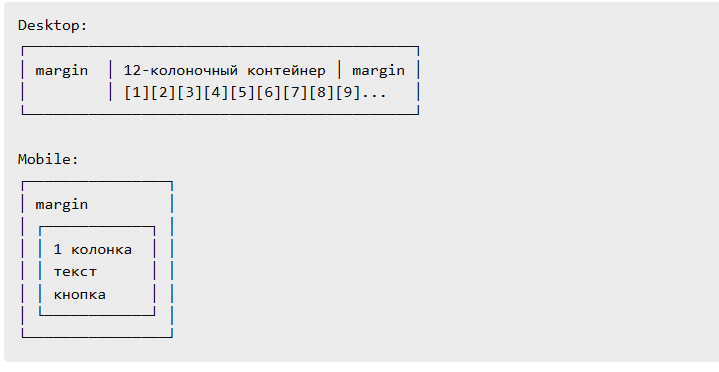 Desktop:
margin 12-колоночный контейнер margin
[1][2][3][4][5][6][7][8][9]...
Mobile:
margin
1 колонка
текст
кнопка